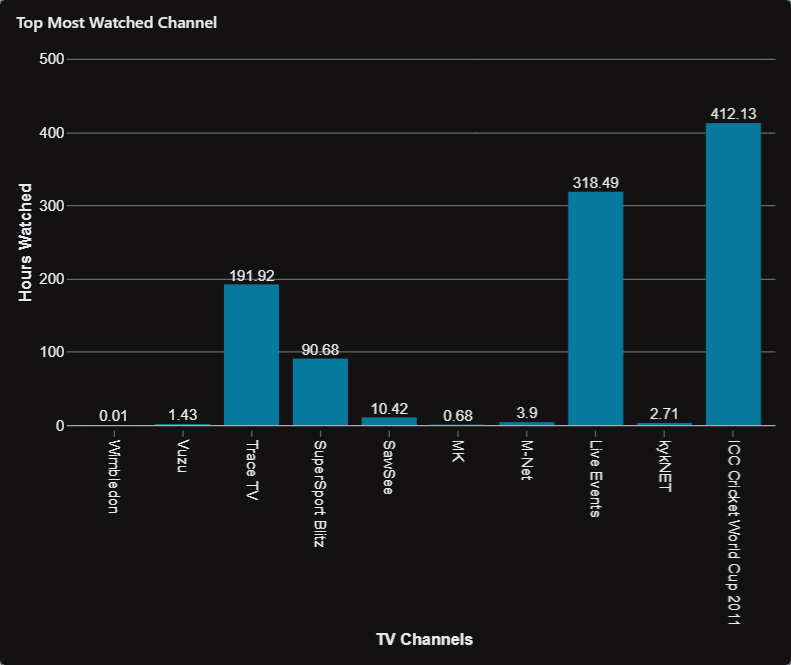 Top Most Watched Channel
500
400
300
200
100
0
Hours Watched
0.01
1.43
191.92
90.68
10.42
0.68
3.9
318.49
2.71
412.13
Wimbledon
Vuzu
Trace TV
SuperSport Blitz
SawSee
MK
M-Net
Live Events
kykNET
ICC Cricket World Cup 2011
TV Channels